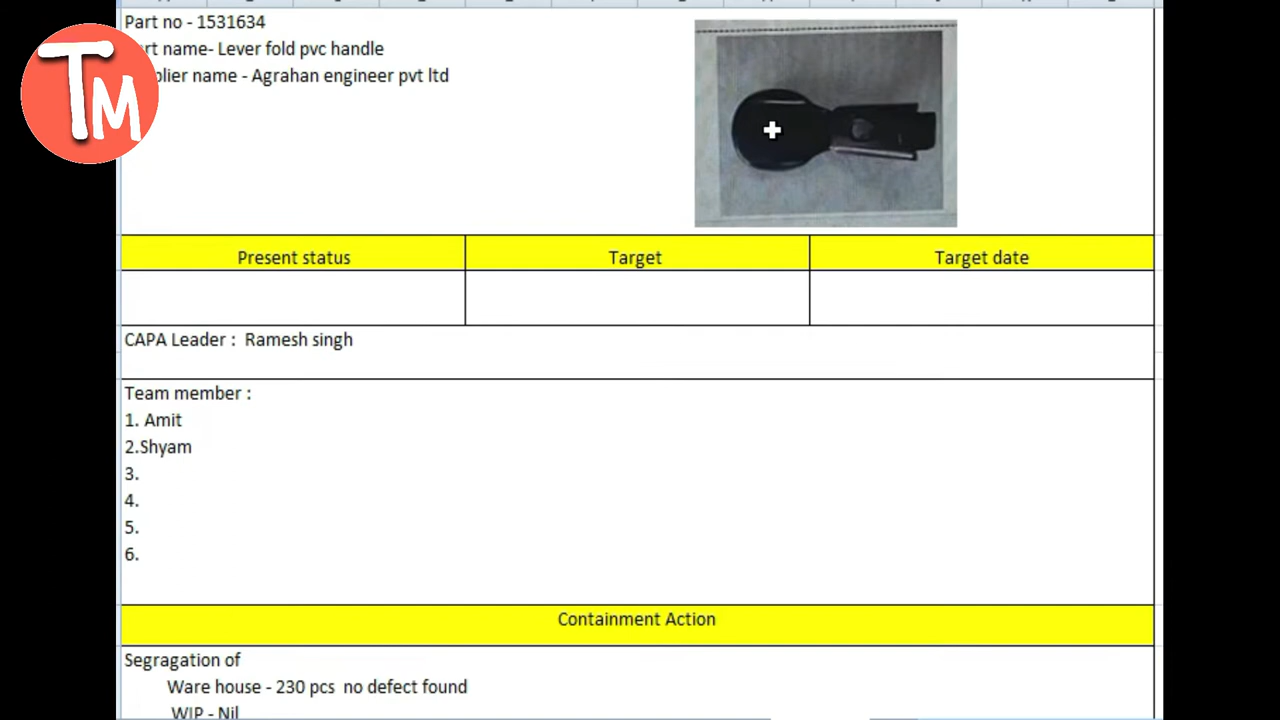 Part no - 1531634
TM
rt name- Lever fold pvc handle
plier name - Agrahan engineer pvt ltd
Present status
Target
Target date
CAPA Leader : Ramesh singh
Team member :
1. Amit
2.Shyam
3.
4.
5.
6.
Containment Action
Segragation of
Ware house - 230 pcs no defect found
WIP - Nil